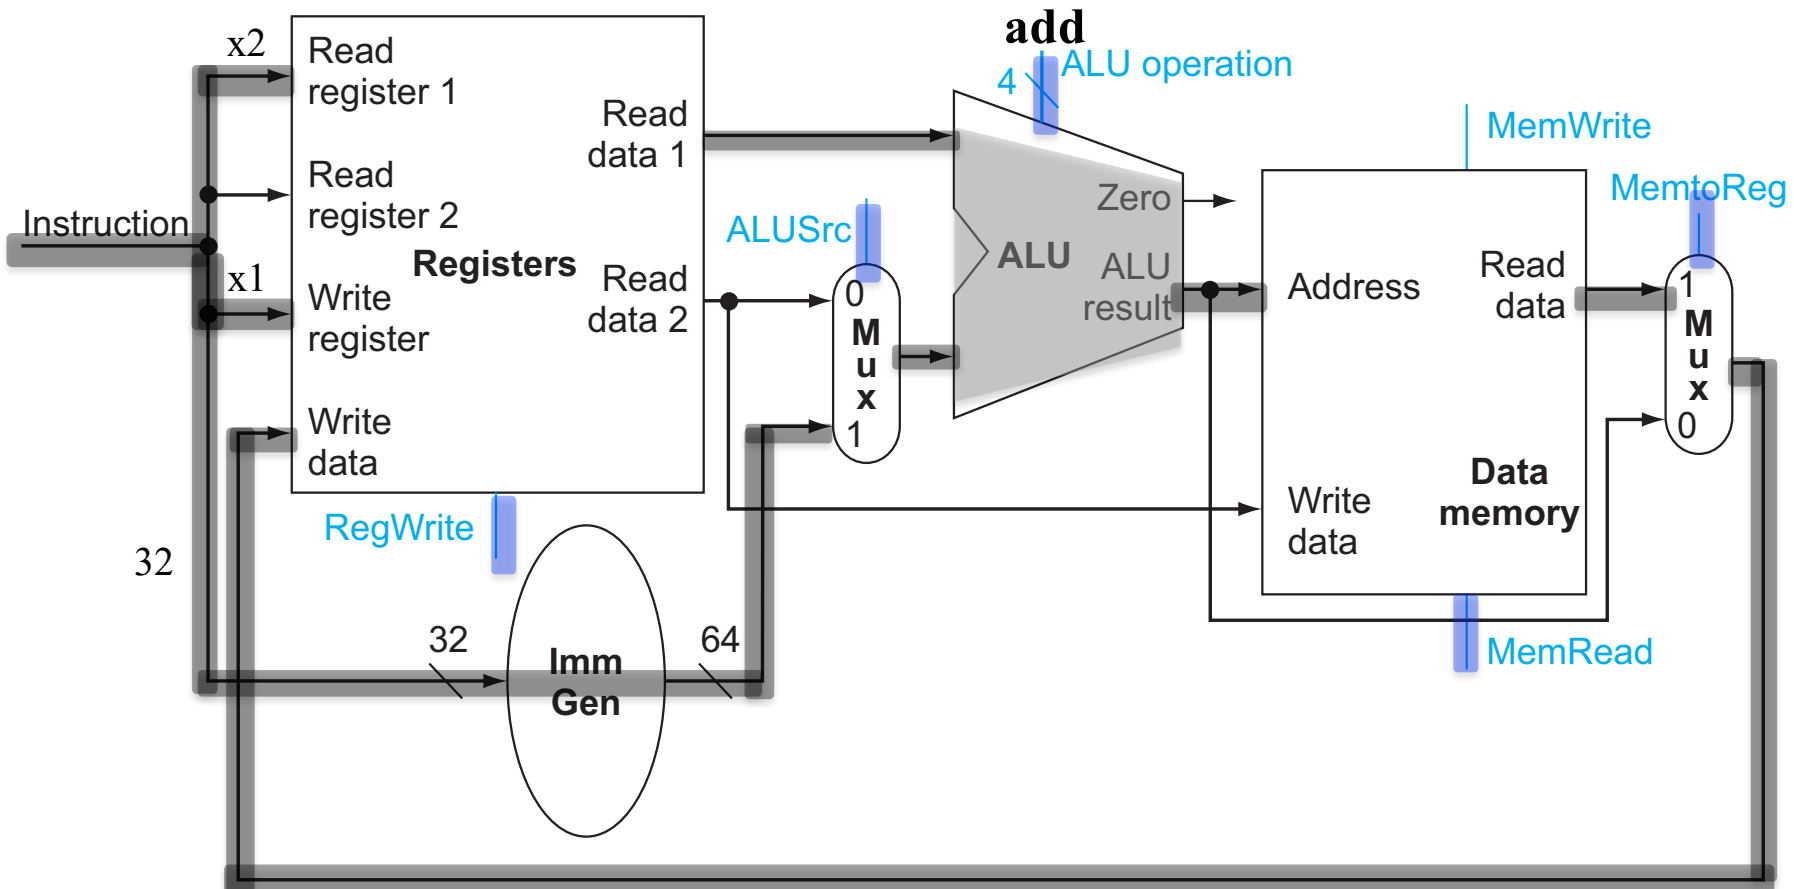 add
x2
Read
register 1
4
ALU operation
Read
data 1
MemWrite
Read
register 2
Zero
MemtoReg
Instruction
Registers
ALUSrc
ALU
ALU
result
Address
Read
data
x1
Write
register
Read
data 2
0
M
u
x
1
1
M
u
x
0
Write
data
RegWrite
Write
data
Data
memory
32
32
Imm
Gen
64
MemRead